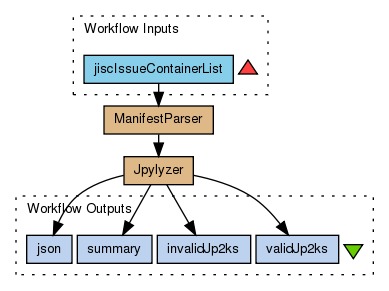 Workflow Inputs
jiscIssueContainerList
ManifestParser
Jpylyzer
Workflow Outputs
json
summary
invalidJp2ks
validJp2ks